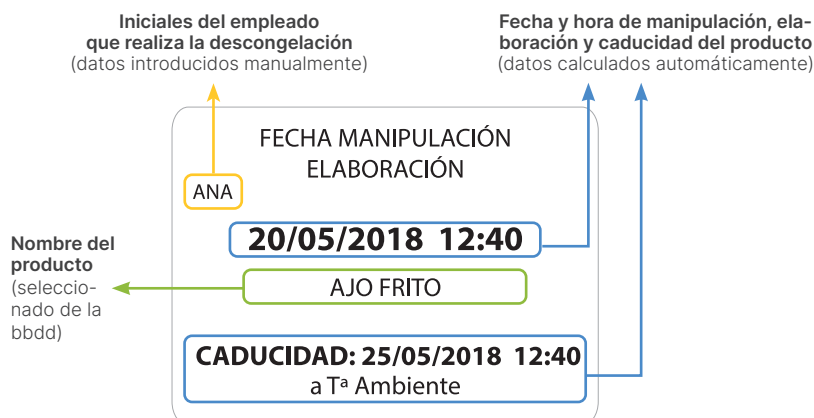 Iniciales del empleado
que realiza la descongelación
(datos introducidos manualmente)
Fecha y hora de manipulación, ela-
boración y caducidad del producto
(datos calculados automáticamente)
FECHA MANIPULACIÓN
ELABORACIÓN
ANA
20/05/2018 12:40
Nombre del
producto
(seleccio-
nado de la
bbdd)
AJO FRITO
CADUCIDAD: 25/05/2018 12:40
a Tª Ambiente